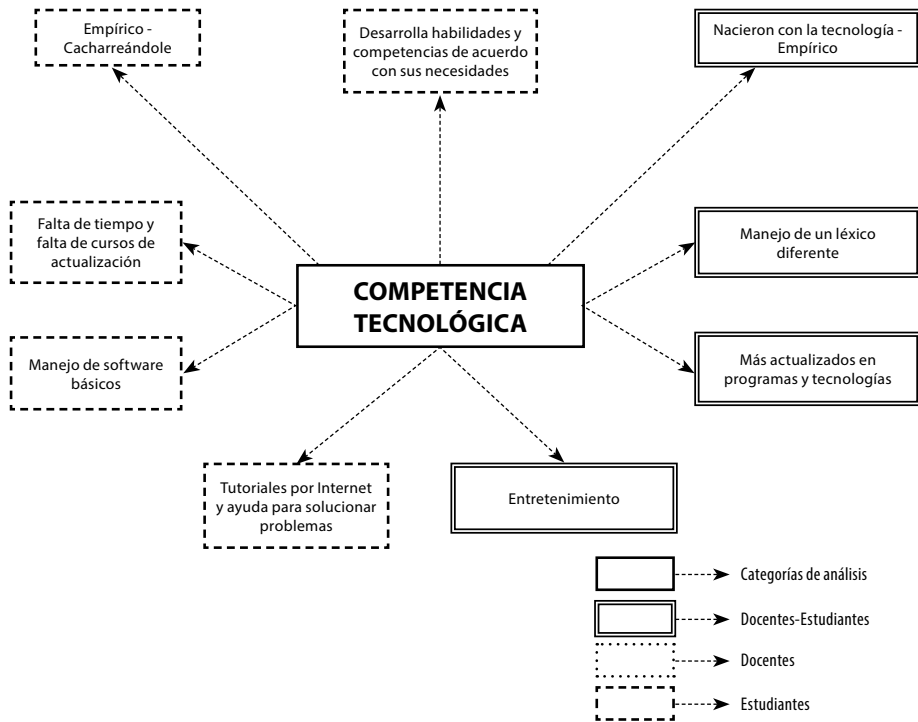 Empírico -
Cacharreándole
Desarrolla habilidades y
competencias de acuerdo
con sus necesidades
Nacieron con la tecnología -
Empírico
Falta de tiempo y
falta de cursos de
actualización
Manejo de un léxico
diferente
COMPETENCIA
TECNOLÓGICA
Manejo de software
básicos
Más actualizados en
programas y tecnologías
Tutoriales por Internet
y ayuda para solucionar
problemas
Entretenimiento
Categorías de análisis
Docentes-Estudiantes
Docentes
Estudiantes